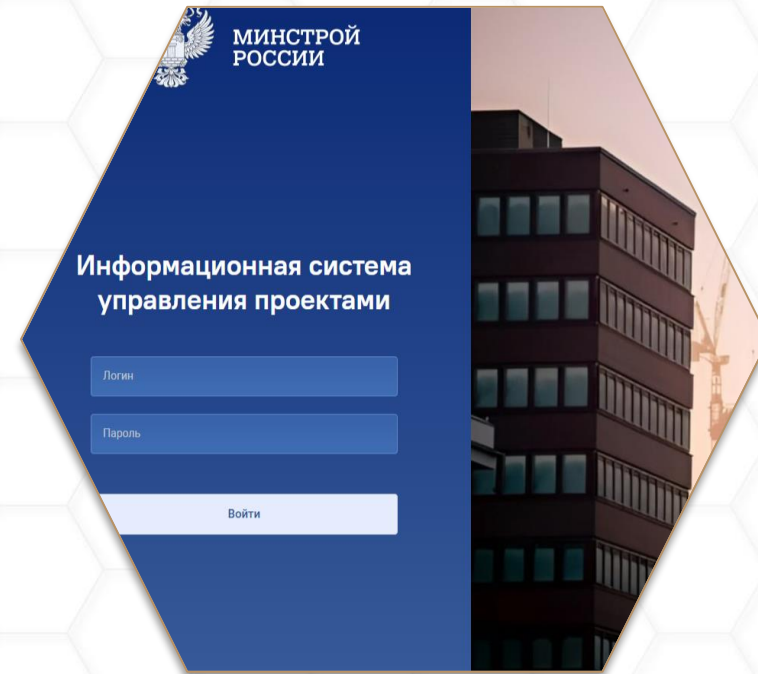 МИНСТРОЙ
РОССИИ
Информационная система
управления проектами
Логин
Пароль
Войти